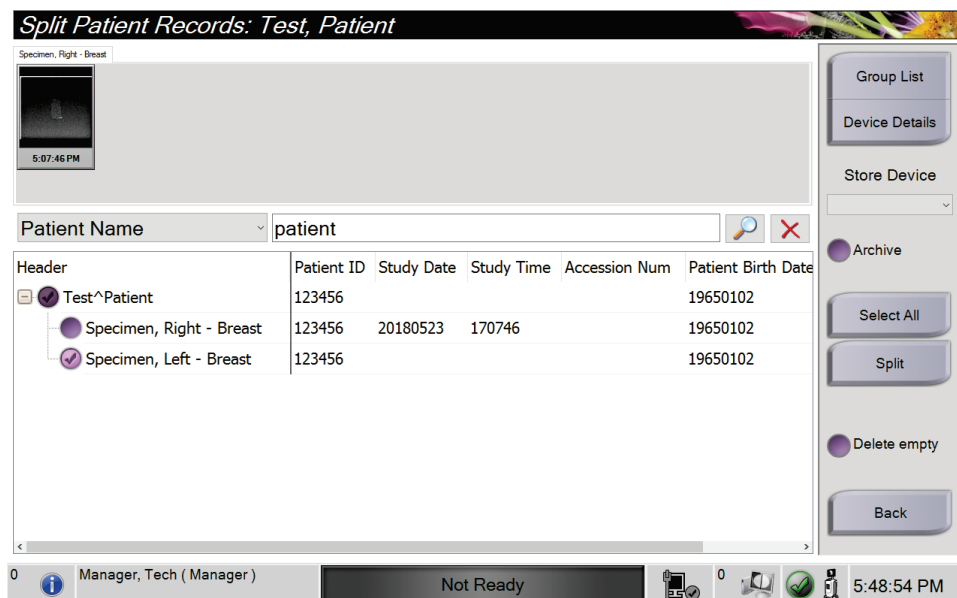 Split Patient Records: Test, Patient
Specimen, Right - Breast
5:07:46 PM
Group List
Device Details
Store Device
Patient Name patient
Archive
Header Patient ID Study Date Study Time Accession Num Patient Birth Date
Test^Patient 123456 19650102
Specimen, Right - Breast 123456 20180523 170746 19650102
Specimen, Left - Breast 123456 19650102
Select All
Split
Delete empty
Back
0 Manager, Tech ( Manager ) Not Ready 0 5:48:54 PM